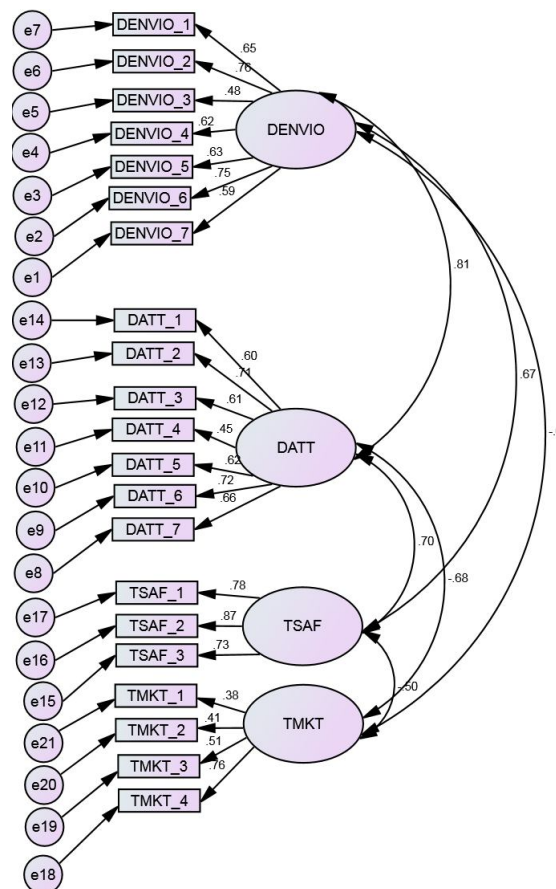 e7
DENVIO_1
.65
e6
DENVIO_2
.76
e5
DENVIO_3
.48
DENVIO
e4
DENVIO_4
.62
e3
DENVIO_5
.63
e2
DENVIO_6
.75
e1
DENVIO_7
.59
.81
e14
DATT_1
.60
e13
DATT_2
.71
.67
e12
DATT_3
.61
e11
DATT_4
.45
DATT
-.
e10
DATT_5
.62
e9
DATT_6
.72
e8
DATT_7
.66
.70
-.68
e17
TSAF_1
.78
e16
TSAF_2
.87
TSAF
e15
TSAF_3
.73
-.50
e21
TMKT_1
.38
e20
TMKT_2
.41
TMKT
e19
TMKT_3
.51
e18
TMKT_4
.76